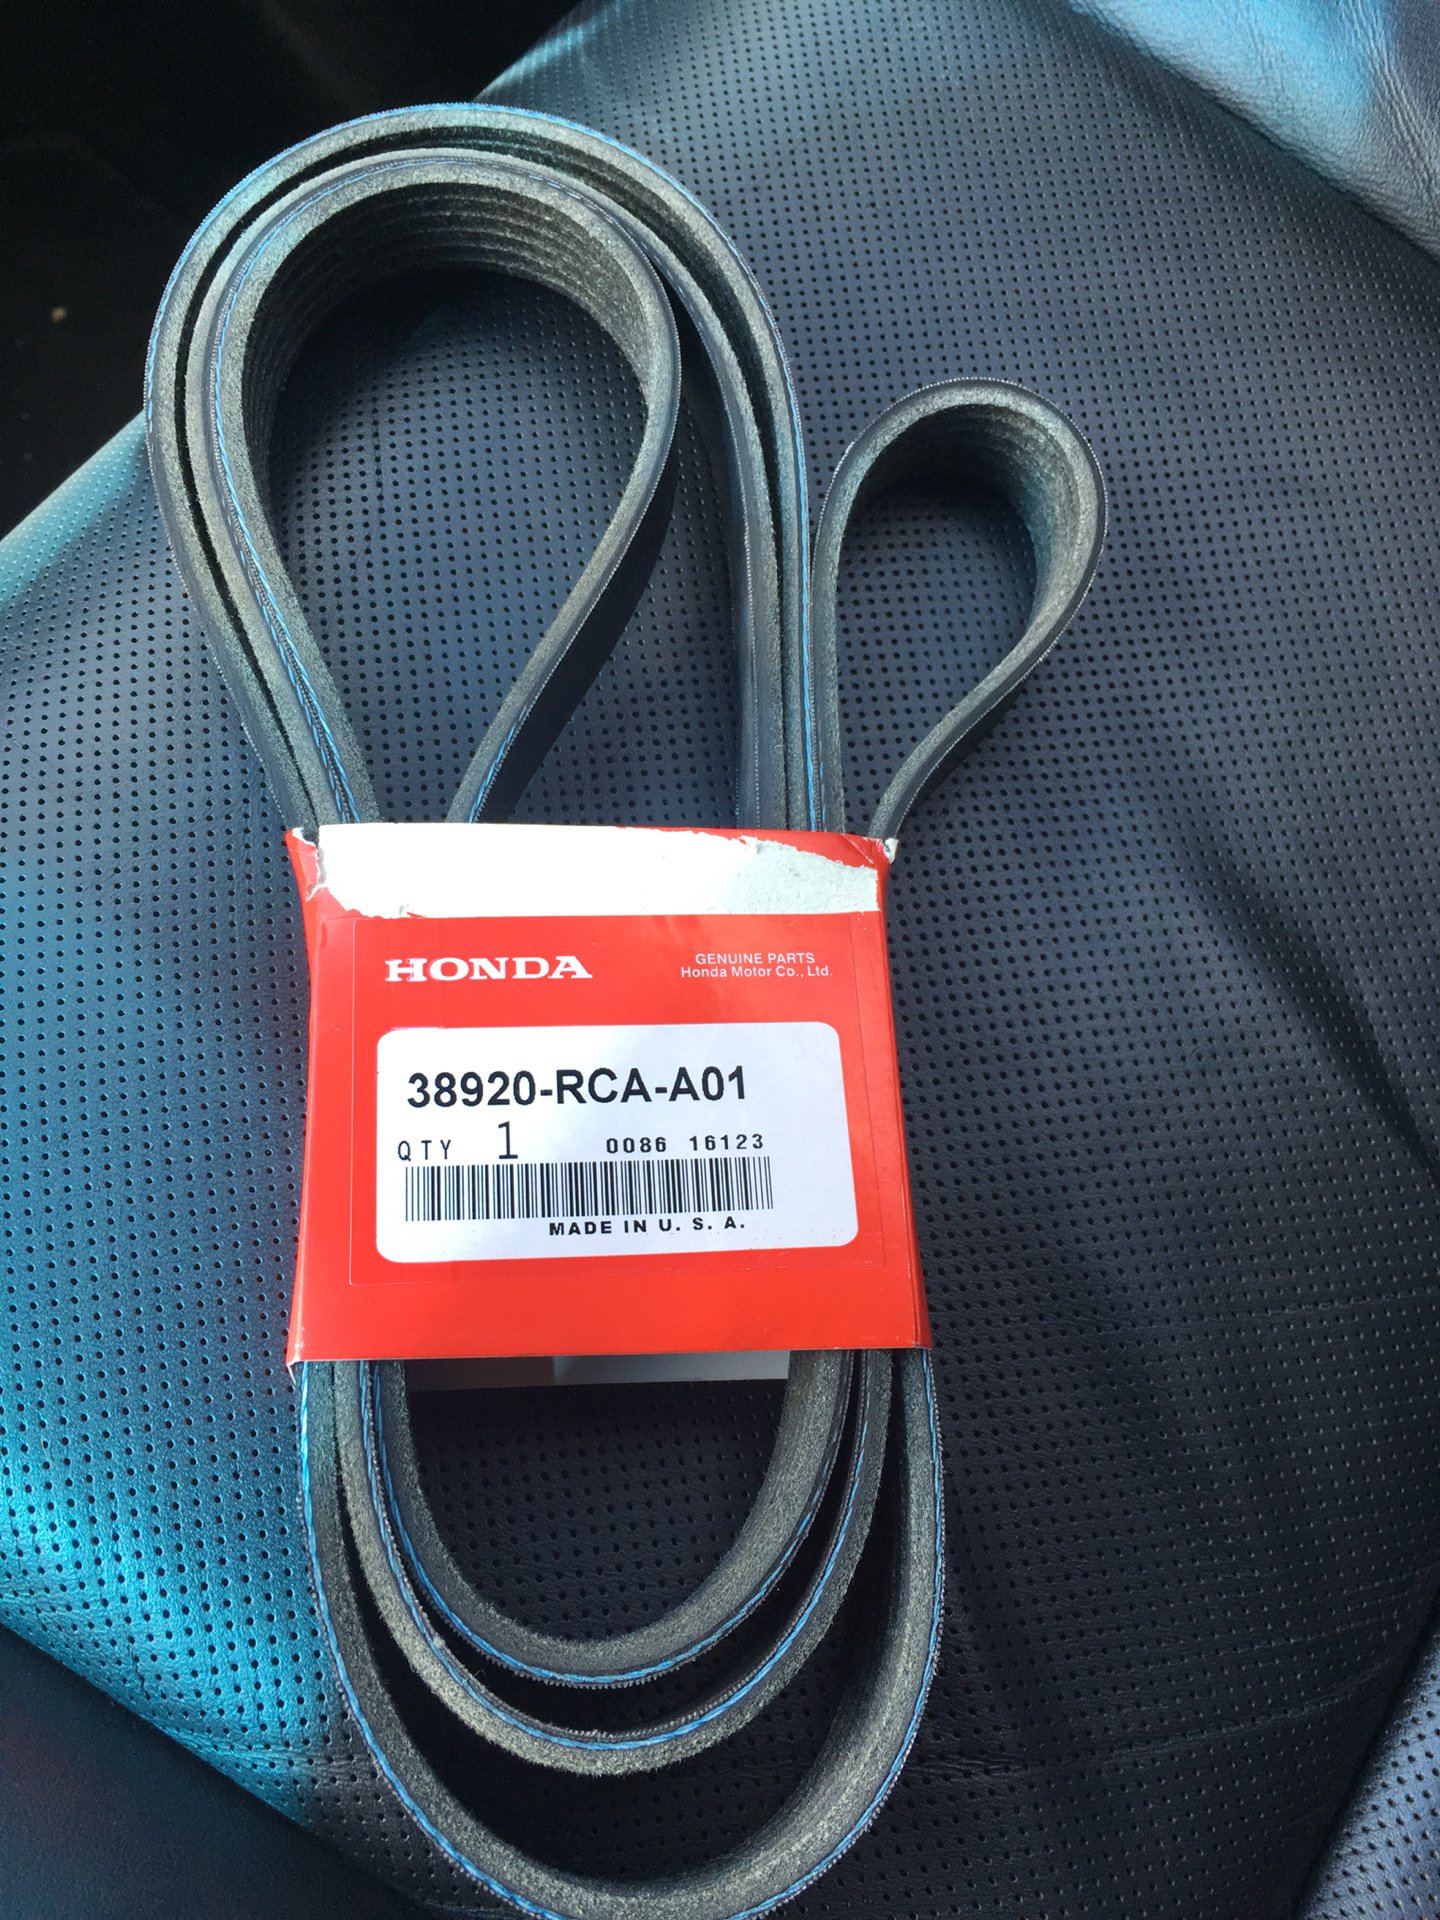 HONDA
GENUINE PARTS
Honda Motor Co., Ltd.
38920-RCA-A01
QTY 1 0086 16123
MADE IN U. S. A.